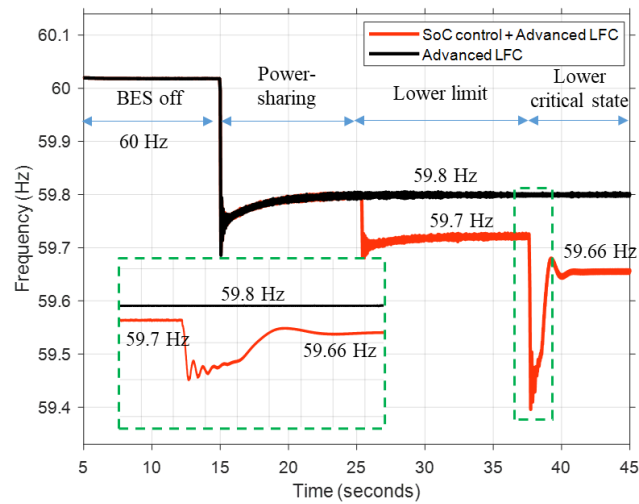 60.1
60
59.9
59.8
59.7
59.6
59.5
59.4
Frequency (Hz)
SoC control + Advanced LFC
Advanced LFC
BES off
Power-
sharing
Lower limit
Lower
critical state
60 Hz
59.8 Hz
59.7 Hz
59.66 Hz
59.8 Hz
59.7 Hz
59.66 Hz
5 10 15 20 25 30 35 40 45
Time (seconds)